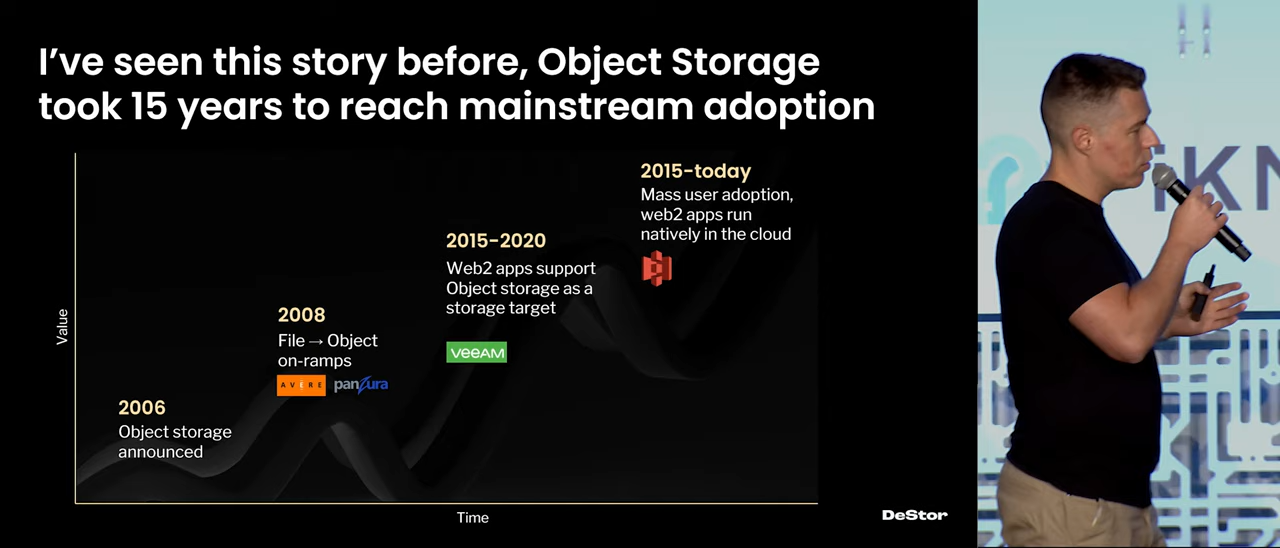 I’ve seen this story before, Object Storage
took 15 years to reach mainstream adoption
2015-today
Mass user adoption,
web2 apps run
natively in the cloud
2015-2020
Web2 apps support
Object storage as a
storage target
veeAM
2008
File → Object
on-ramps
AVERE
panzura
2006
Object storage
announced
Value
Time
DeStor
KN